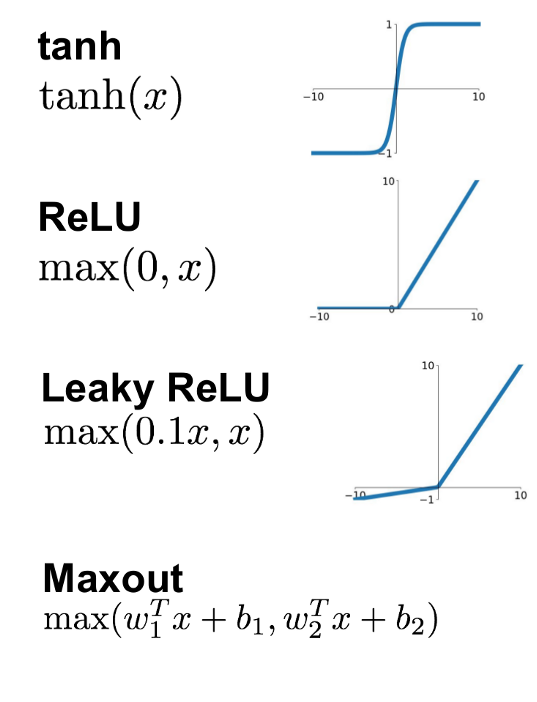 tanh
tanh(x)
1
−10
10
−1
ReLU
max(0, x)
10
0
−10
10
Leaky ReLU
max(0.1x, x)
10
−10
−1
10
Maxout
max(w₁ᵀx + b₁, w₂ᵀx + b₂)